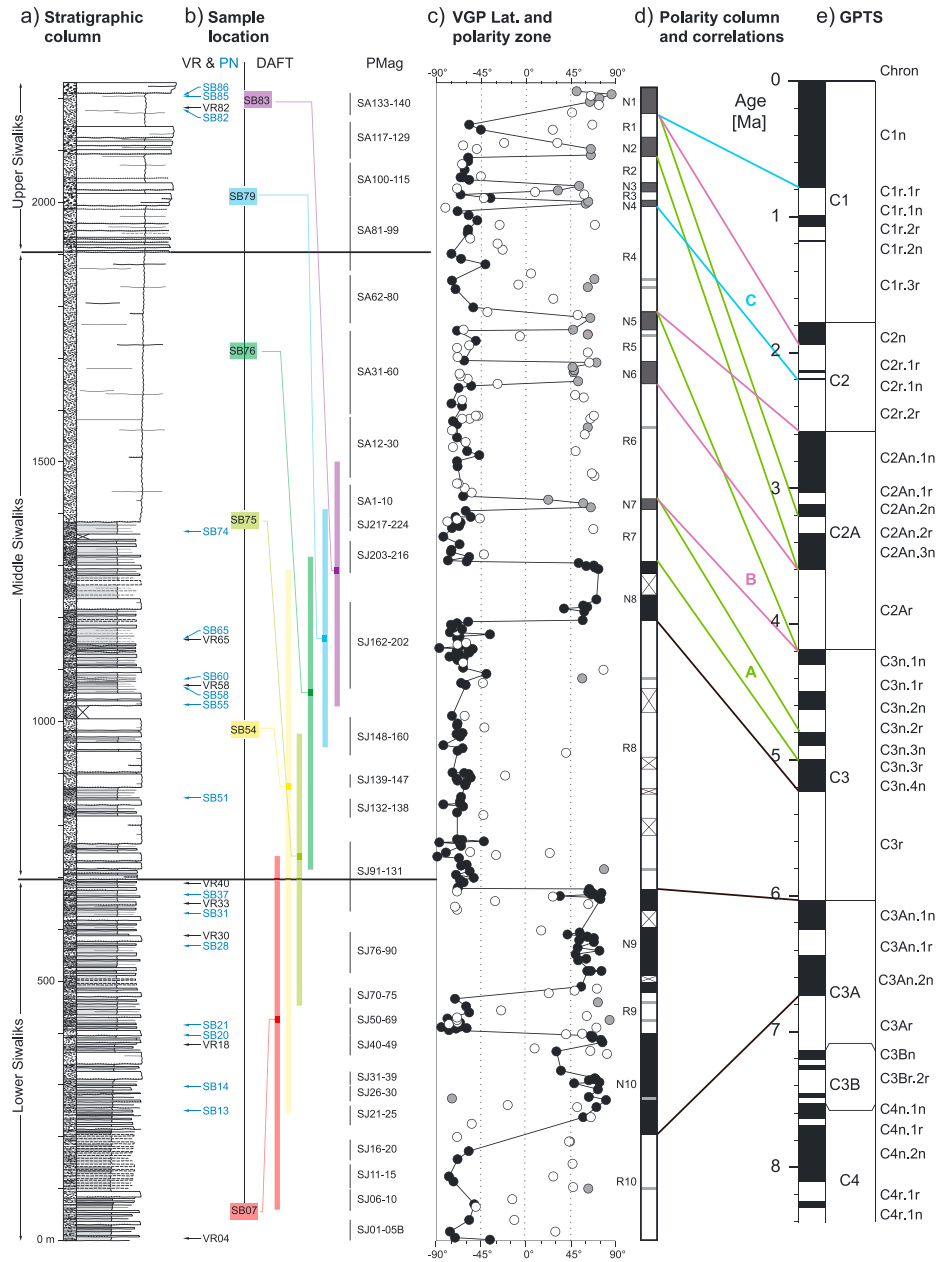 a) Stratigraphic
column
b) Sample
location
c) VGP Lat. and
polarity zone
d) Polarity column
and correlations
e) GPTS
VR & PN
DAFT
PMag
-90°
-45°
0
45°
90°
Age
[Ma]
Chron
Upper Siwaliks
Middle Siwaliks
Lower Siwaliks
2000
1500
1000
500
0 m
SB86
SB85
VR82
SB82
SB74
SB65
VR65
SB60
VR58
SB58
SB55
SB51
VR40
SB37
VR33
SB31
VR30
SB28
SB21
SB20
VR18
SB14
SB13
VR04
SB83
SB79
SB76
SB75
SB54
SB07
SA133-140
SA117-129
SA100-115
SA81-99
SA62-80
SA31-60
SA12-30
SA1-10
SJ217-224
SJ203-216
SJ162-202
SJ148-160
SJ139-147
SJ132-138
SJ91-131
SJ76-90
SJ70-75
SJ50-69
SJ40-49
SJ31-39
SJ26-30
SJ21-25
SJ16-20
SJ11-15
SJ06-10
SJ01-05B
-90°
-45°
0
45°
90°
N1
R1
N2
R2
N3
R3
N4
R4
N5
R5
N6
R6
N7
R7
N8
R8
N9
R9
N10
R10
C
B
A
0
1
2
3
4
5
6
7
8
C1
C2
C2A
C3
C3A
C3B
C4
C1n
C1r.1r
C1r.1n
C1r.2r
C1r.2n
C1r.3r
C2n
C2r.1r
C2r.1n
C2r.2r
C2An.1n
C2An.1r
C2An.2n
C2An.2r
C2An.3n
C2Ar
C3n.1n
C3n.1r
C3n.2n
C3n.2r
C3n.3n
C3n.3r
C3n.4n
C3r
C3An.1n
C3An.1r
C3An.2n
C3Ar
C3Bn
C3Br.2r
C4n.1n
C4n.1r
C4n.2n
C4r.1r
C4r.1n